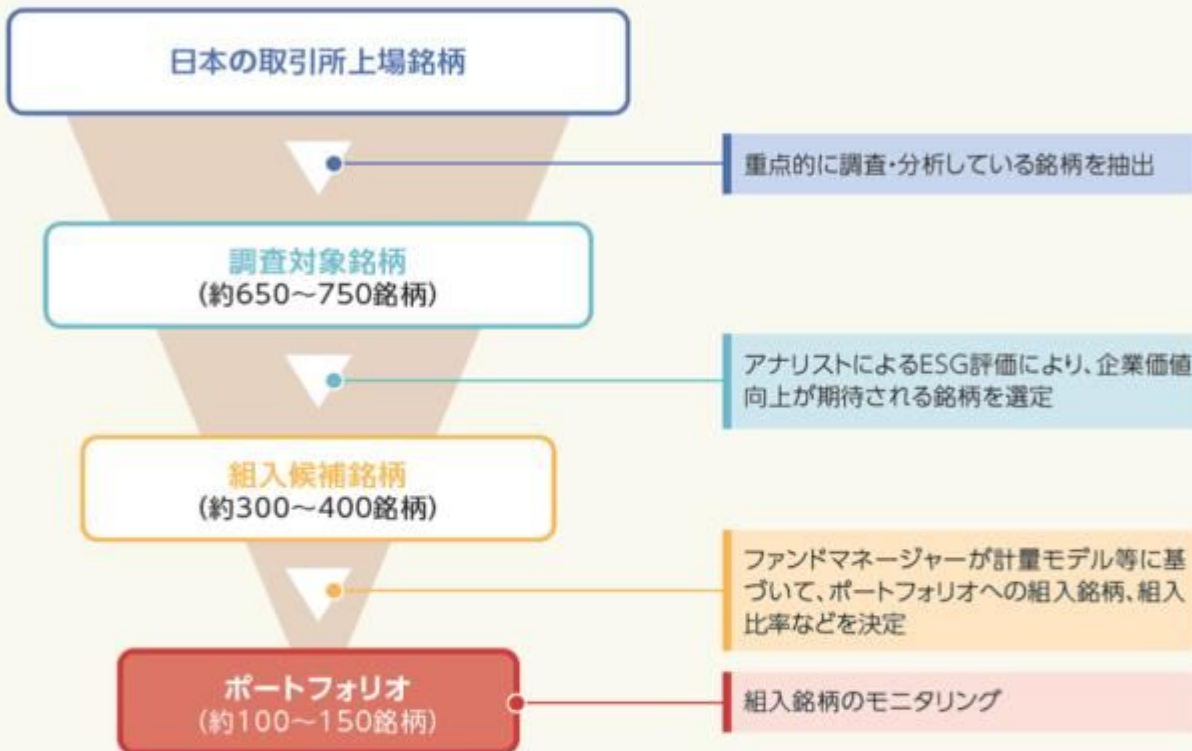 日本の取引所上場銘柄
重点的に調査・分析している銘柄を抽出
調査対象銘柄
(約650～750銘柄)
アナリストによるESG評価により、企業価値
向上が期待される銘柄を選定
組入候補銘柄
(約300～400銘柄)
ファンドマネージャーが計量モデル等に基
づいて、ポートフォリオへの組入銘柄、組入
比率などを決定
ポートフォリオ
(約100～150銘柄)
組入銘柄のモニタリング